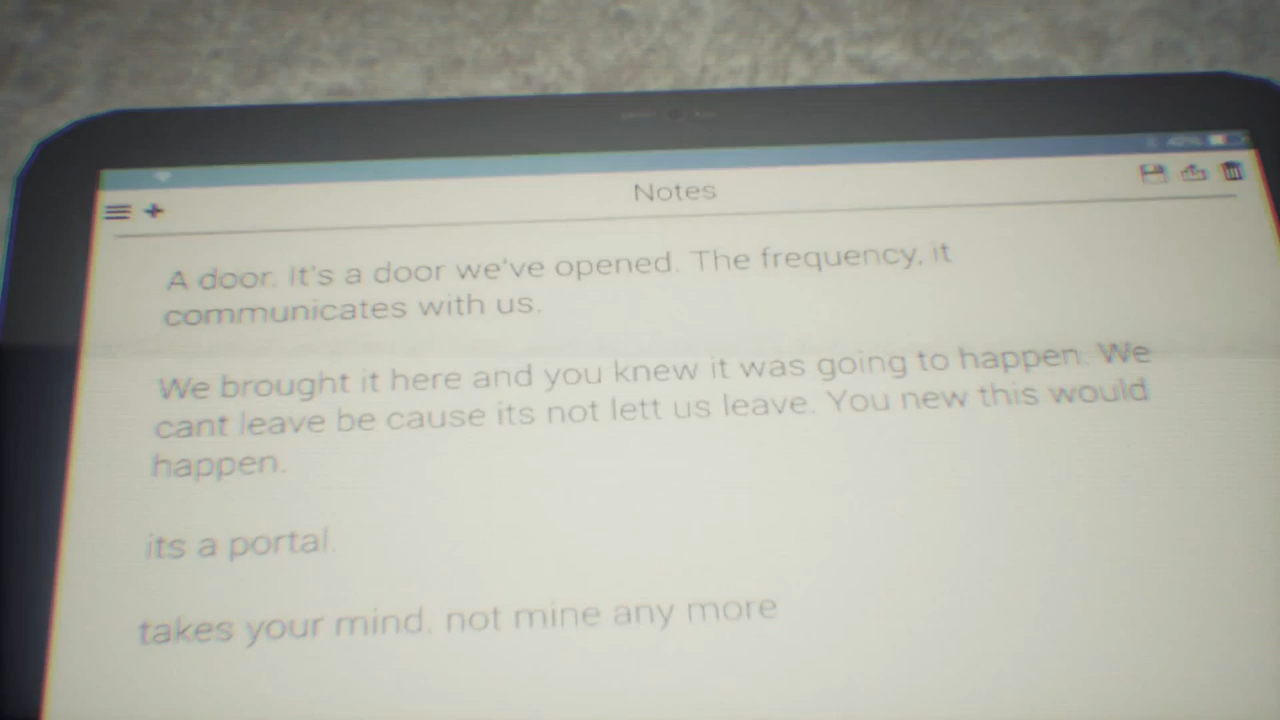 Notes
A door. It's a door we've opened. The frequency, it
communicates with us.
We brought it here and you knew it was going to happen. We
cant leave be cause its not lett us leave. You new this would
happen.
its a portal.
takes your mind. not mine any more